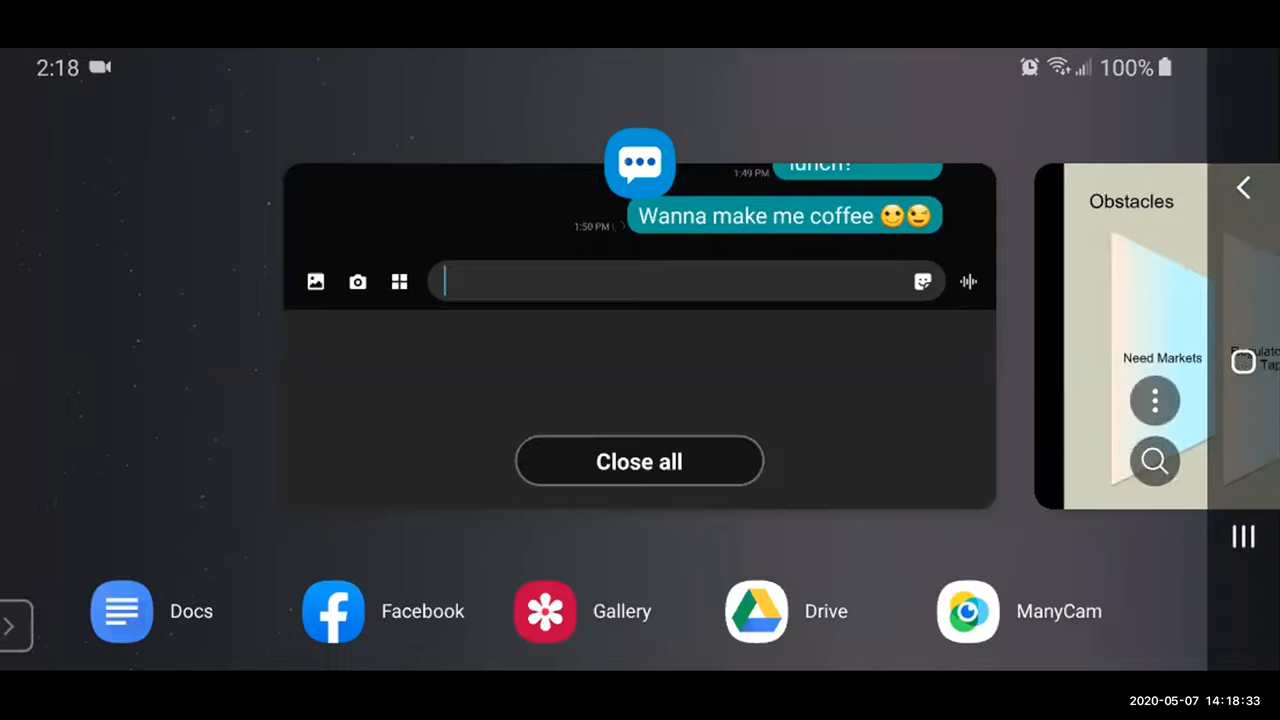 2:18
100%
lunch?
1:49 PM
Wanna make me coffee 🙂😉
1:50 PM
Obstacles
Need Markets
Close all
Docs
Facebook
Gallery
Drive
ManyCam
2020-05-07 14:18:33